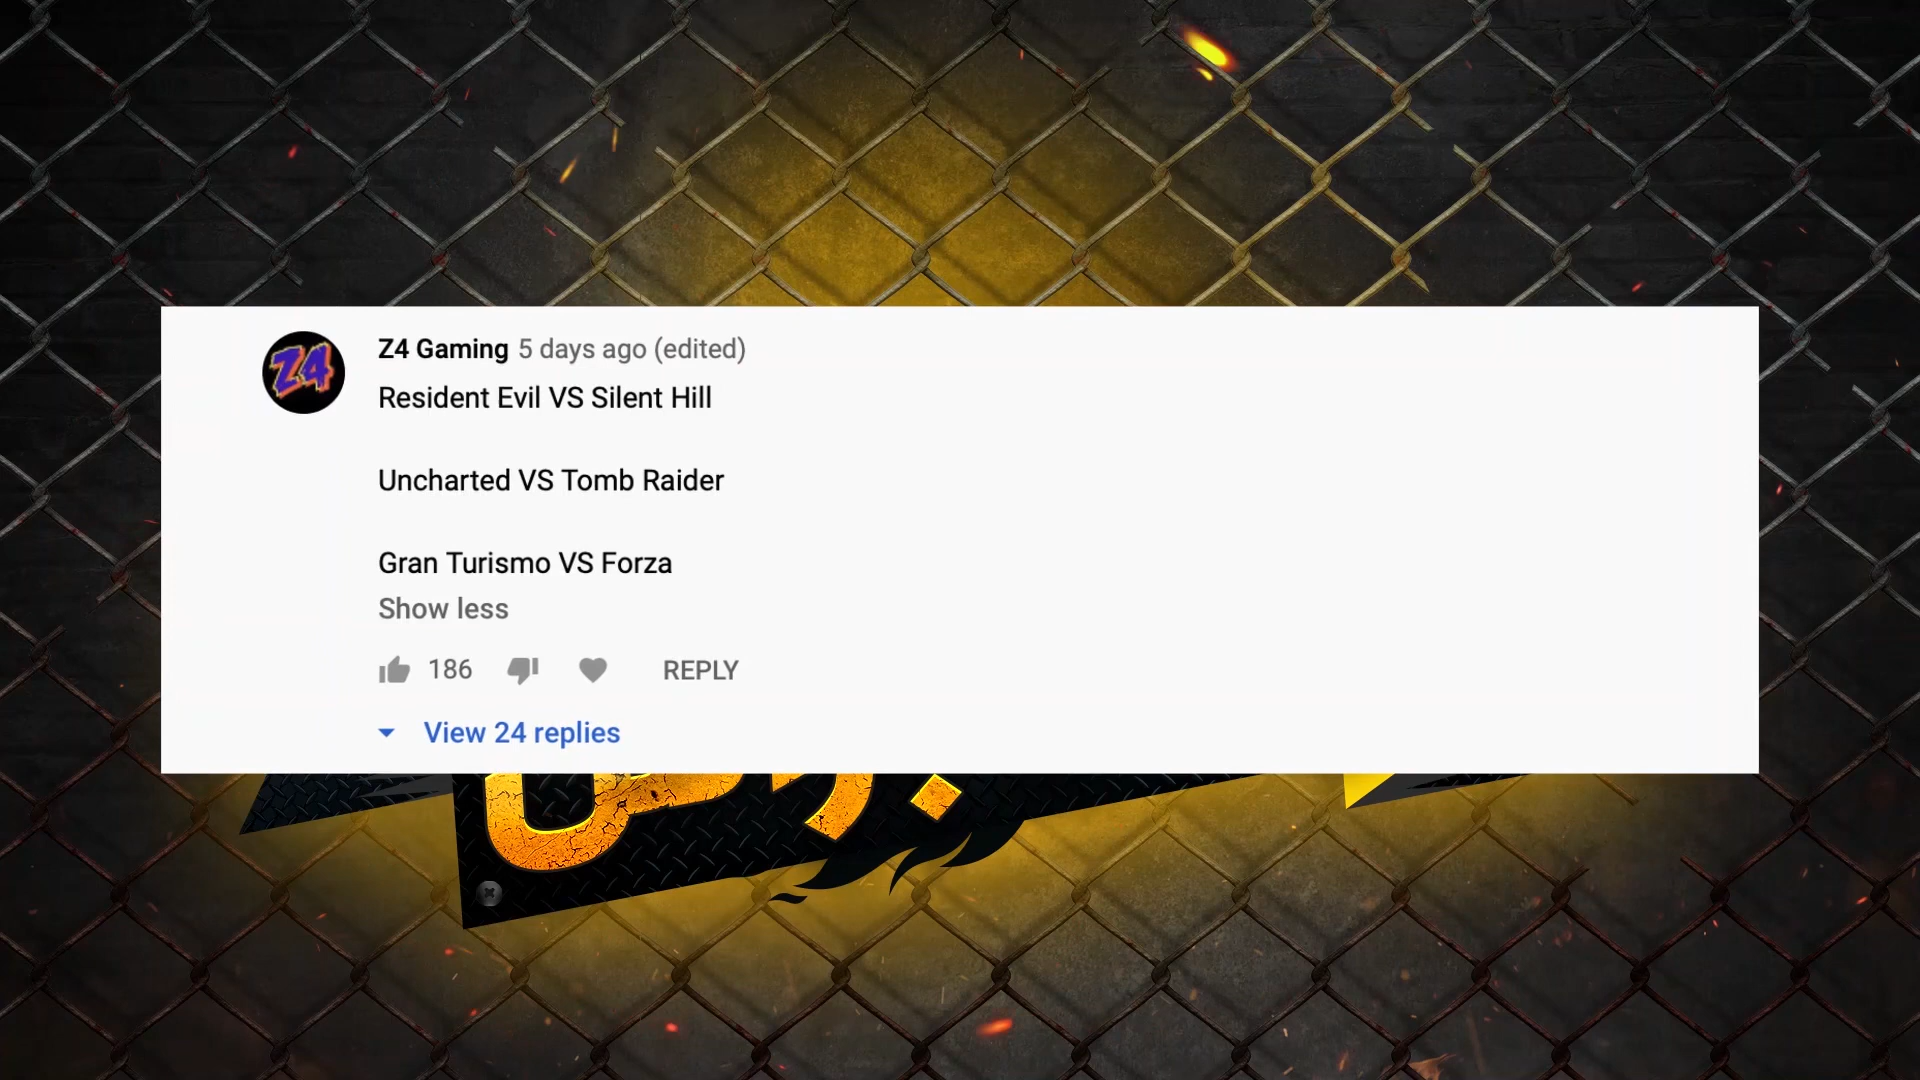 Z4
Z4 Gaming 5 days ago (edited)
Resident Evil VS Silent Hill
Uncharted VS Tomb Raider
Gran Turismo VS Forza
Show less
186 REPLY
View 24 replies